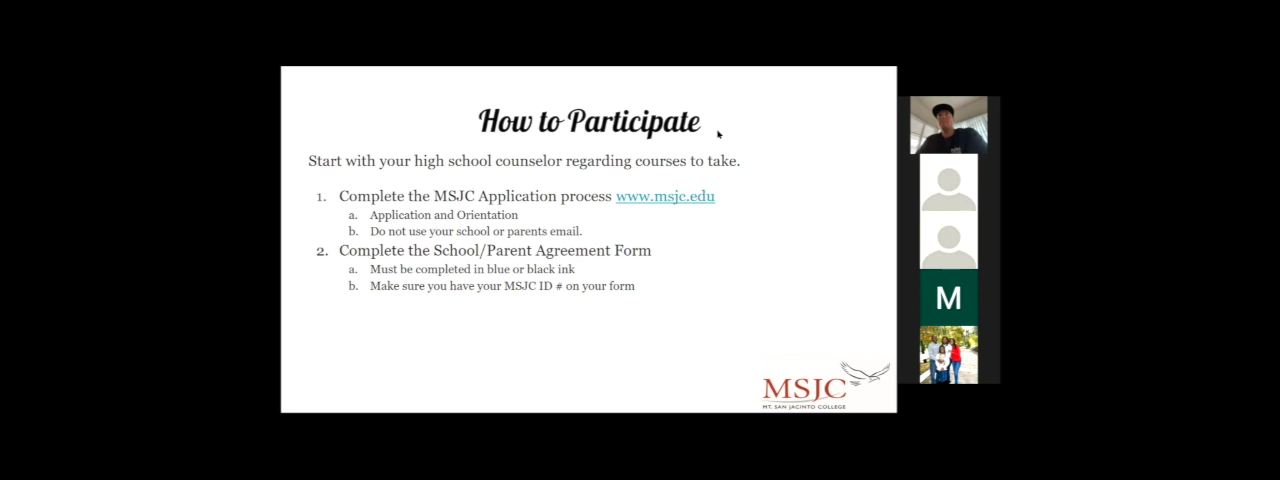 How to Participate
Start with your high school counselor regarding courses to take.
1. Complete the MSJC Application process www.msjc.edu
a. Application and Orientation
b. Do not use your school or parents email.
2. Complete the School/Parent Agreement Form
a. Must be completed in blue or black ink
b. Make sure you have your MSJC ID # on your form
M
MSJC
MT. SAN JACINTO COLLEGE